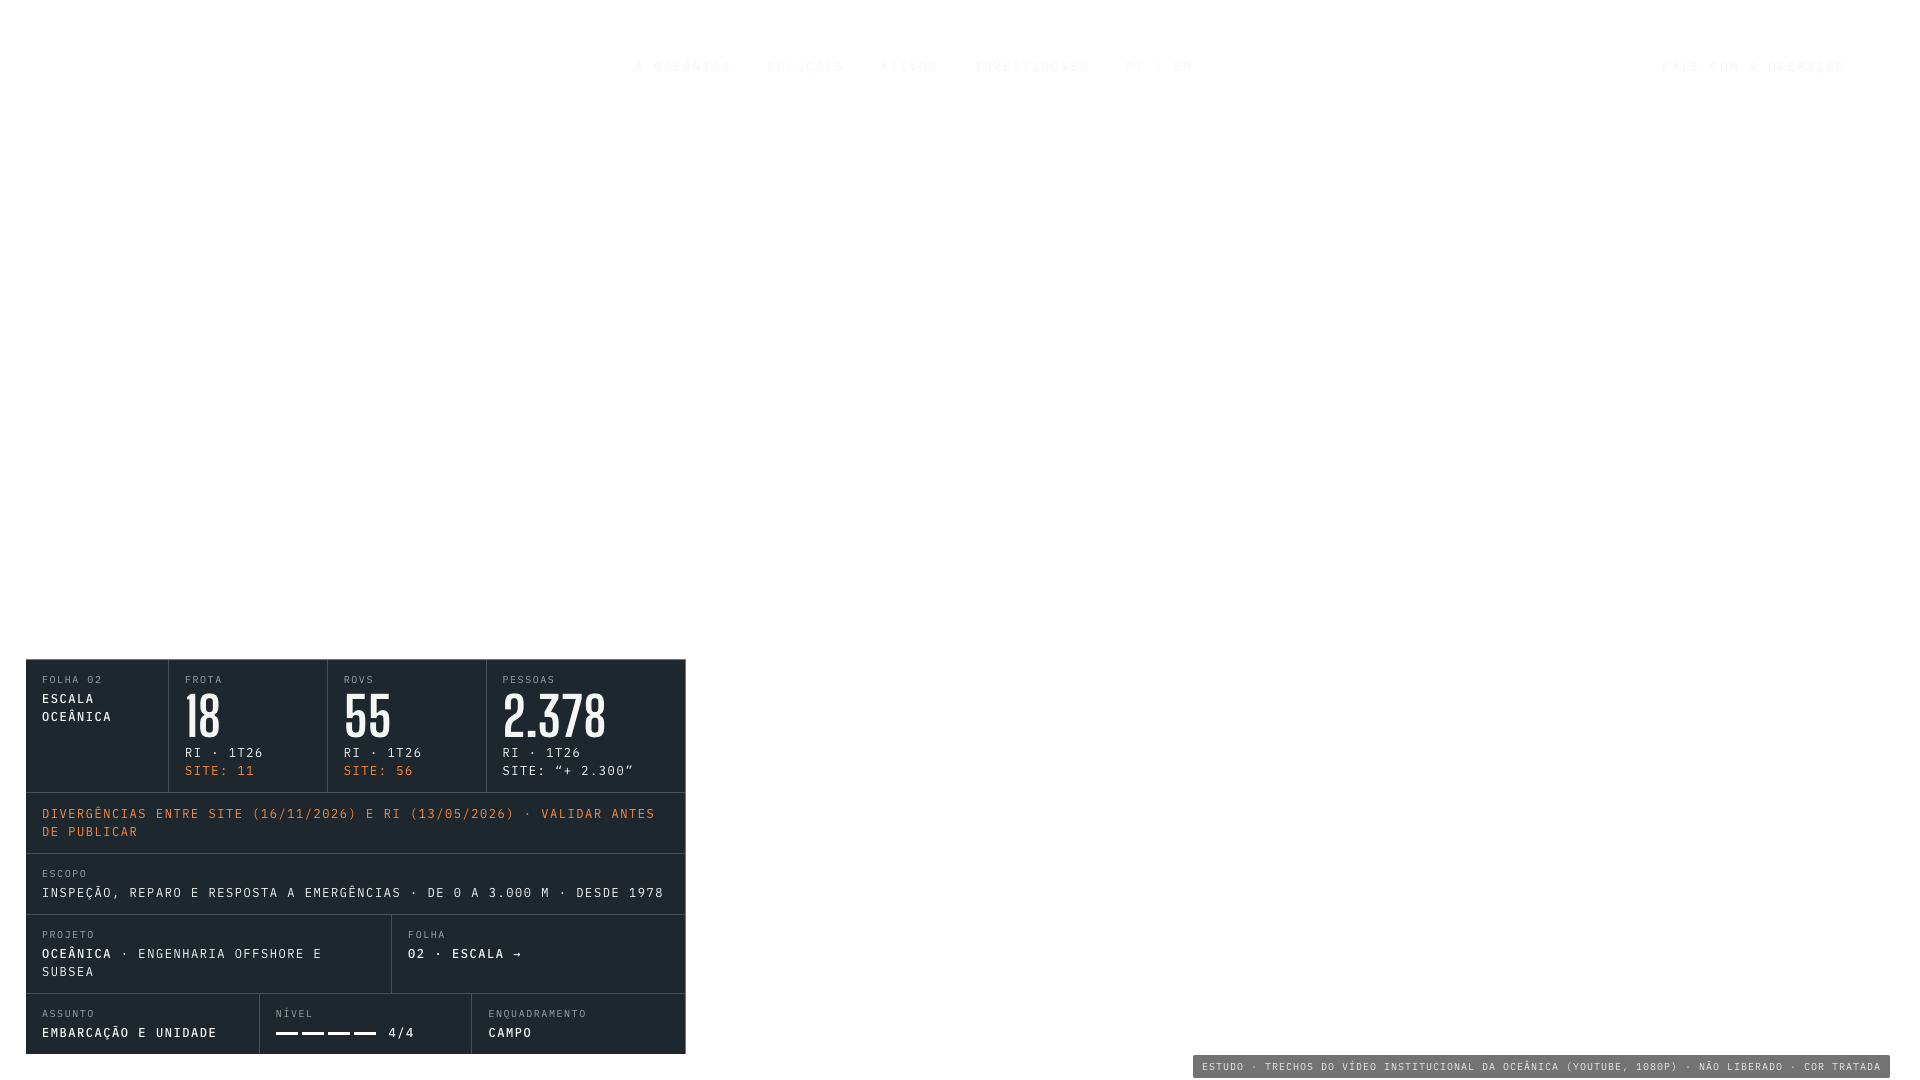 A OCEÂNICA SOLUÇÕES ATIVOS INVESTIDORES PT / EN FALE COM A OPERAÇÃO
FOLHA 02
ESCALA
OCEÂNICA
FROTA
18
RI · 1T26
SITE: 11
ROVS
55
RI · 1T26
SITE: 56
PESSOAS
2.378
RI · 1T26
SITE: “+ 2.300”
DIVERGÊNCIAS ENTRE SITE (16/11/2026) E RI (13/05/2026) · VALIDAR ANTES
DE PUBLICAR
ESCOPO
INSPEÇÃO, REPARO E RESPOSTA A EMERGÊNCIAS · DE 0 A 3.000 M · DESDE 1978
PROJETO
OCEÂNICA · ENGENHARIA OFFSHORE E
SUBSEA
FOLHA
02 · ESCALA →
ASSUNTO
EMBARCAÇÃO E UNIDADE
NÍVEL
4/4
ENQUADRAMENTO
CAMPO
ESTUDO · TRECHOS DO VÍDEO INSTITUCIONAL DA OCEÂNICA (YOUTUBE, 1080P) · NÃO LIBERADO · COR TRATADA